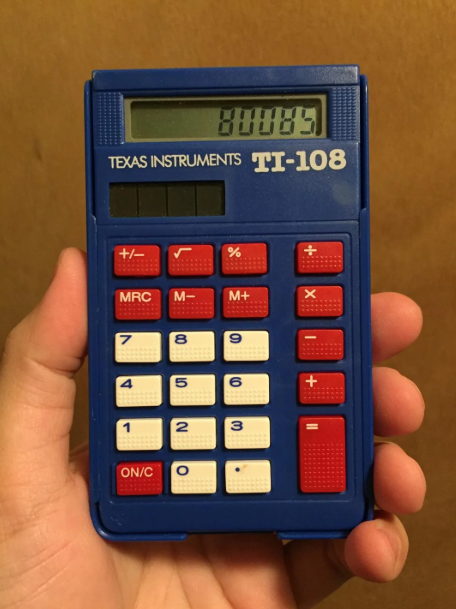 80085
TEXAS INSTRUMENTS TI-108
+/− √ % ÷
MRC M− M+ ×
7 8 9 −
4 5 6 +
1 2 3 =
ON/C 0 •